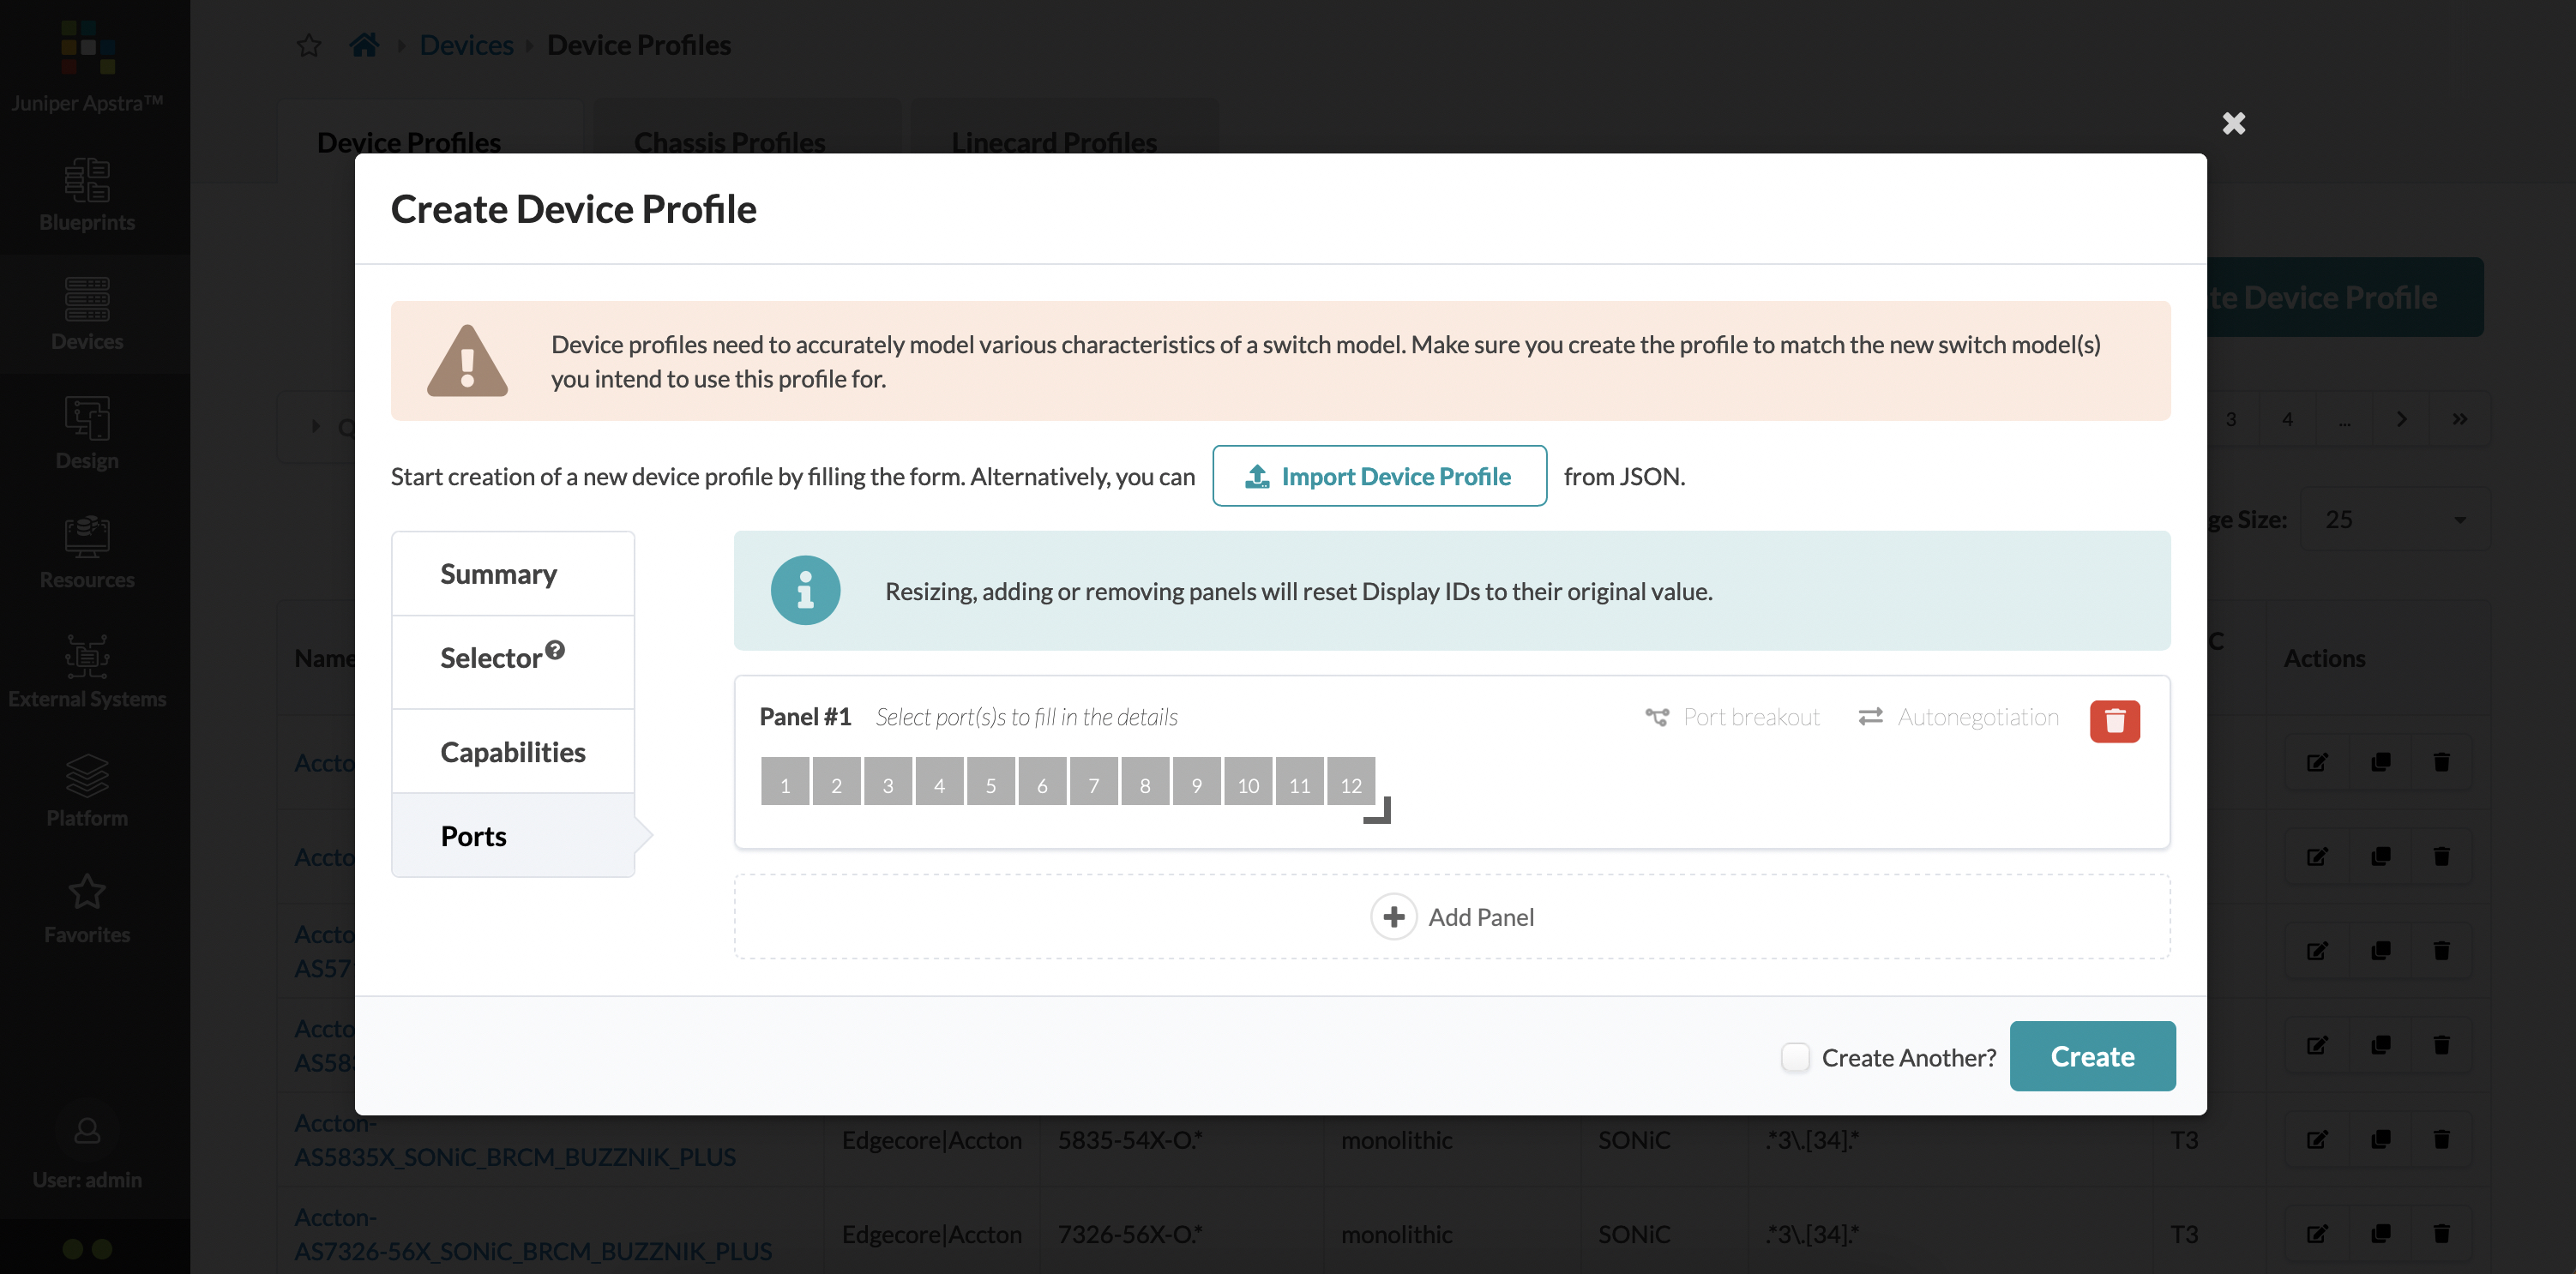 Juniper Apstra™
Devices
Device Profiles
Device Profiles
Chassis Profiles
Linecard Profiles
Blueprints
Devices
Design
Resources
External Systems
Platform
Favorites
User: admin
Create Device Profile
te Device Profile
Device profiles need to accurately model various characteristics of a switch model. Make sure you create the profile to match the new switch model(s)
you intend to use this profile for.
3 4 ...
Start creation of a new device profile by filling the form. Alternatively, you can Import Device Profile from JSON.
ge Size: 25
Summary
Selector
Capabilities
Ports
Resizing, adding or removing panels will reset Display IDs to their original value.
Name
C
Actions
Panel #1 Select port(s)s to fill in the details
Port breakout
Autonegotiation
1 2 3 4 5 6 7 8 9 10 11 12
Add Panel
Accto
Accto
Accto
AS57
Accto
AS58
Create Another?
Create
Accton-
AS5835X_SONiC_BRCM_BUZZNIK_PLUS
Edgecore|Accton 5835-54X-O.* monolithic SONiC .*3\.[34].* T3
Accton-
AS7326-56X_SONiC_BRCM_BUZZNIK_PLUS
Edgecore|Accton 7326-56X-O.* monolithic SONiC .*3\.[34].* T3